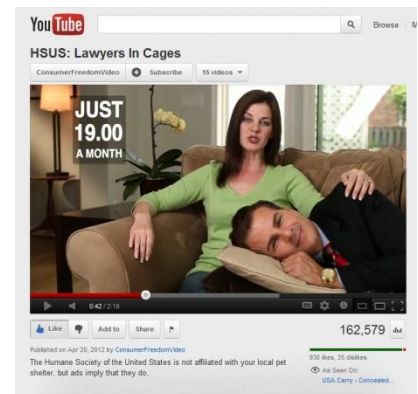 YouTube
Browse
M
HSUS: Lawyers In Cages
ConsumerFreedomVideo
Subscribe
15 videos
JUST
19.00
A MONTH
0:42 / 2:19
CC
Like
Add to
Share
162,579
Published on Apr 20, 2012 by ConsumerFreedomVideo
930 likes, 35 dislikes
The Humane Society of the United States is not affiliated with your local pet
shelter, but ads imply that they do.
As Seen On:
USA Carry - Concealed...